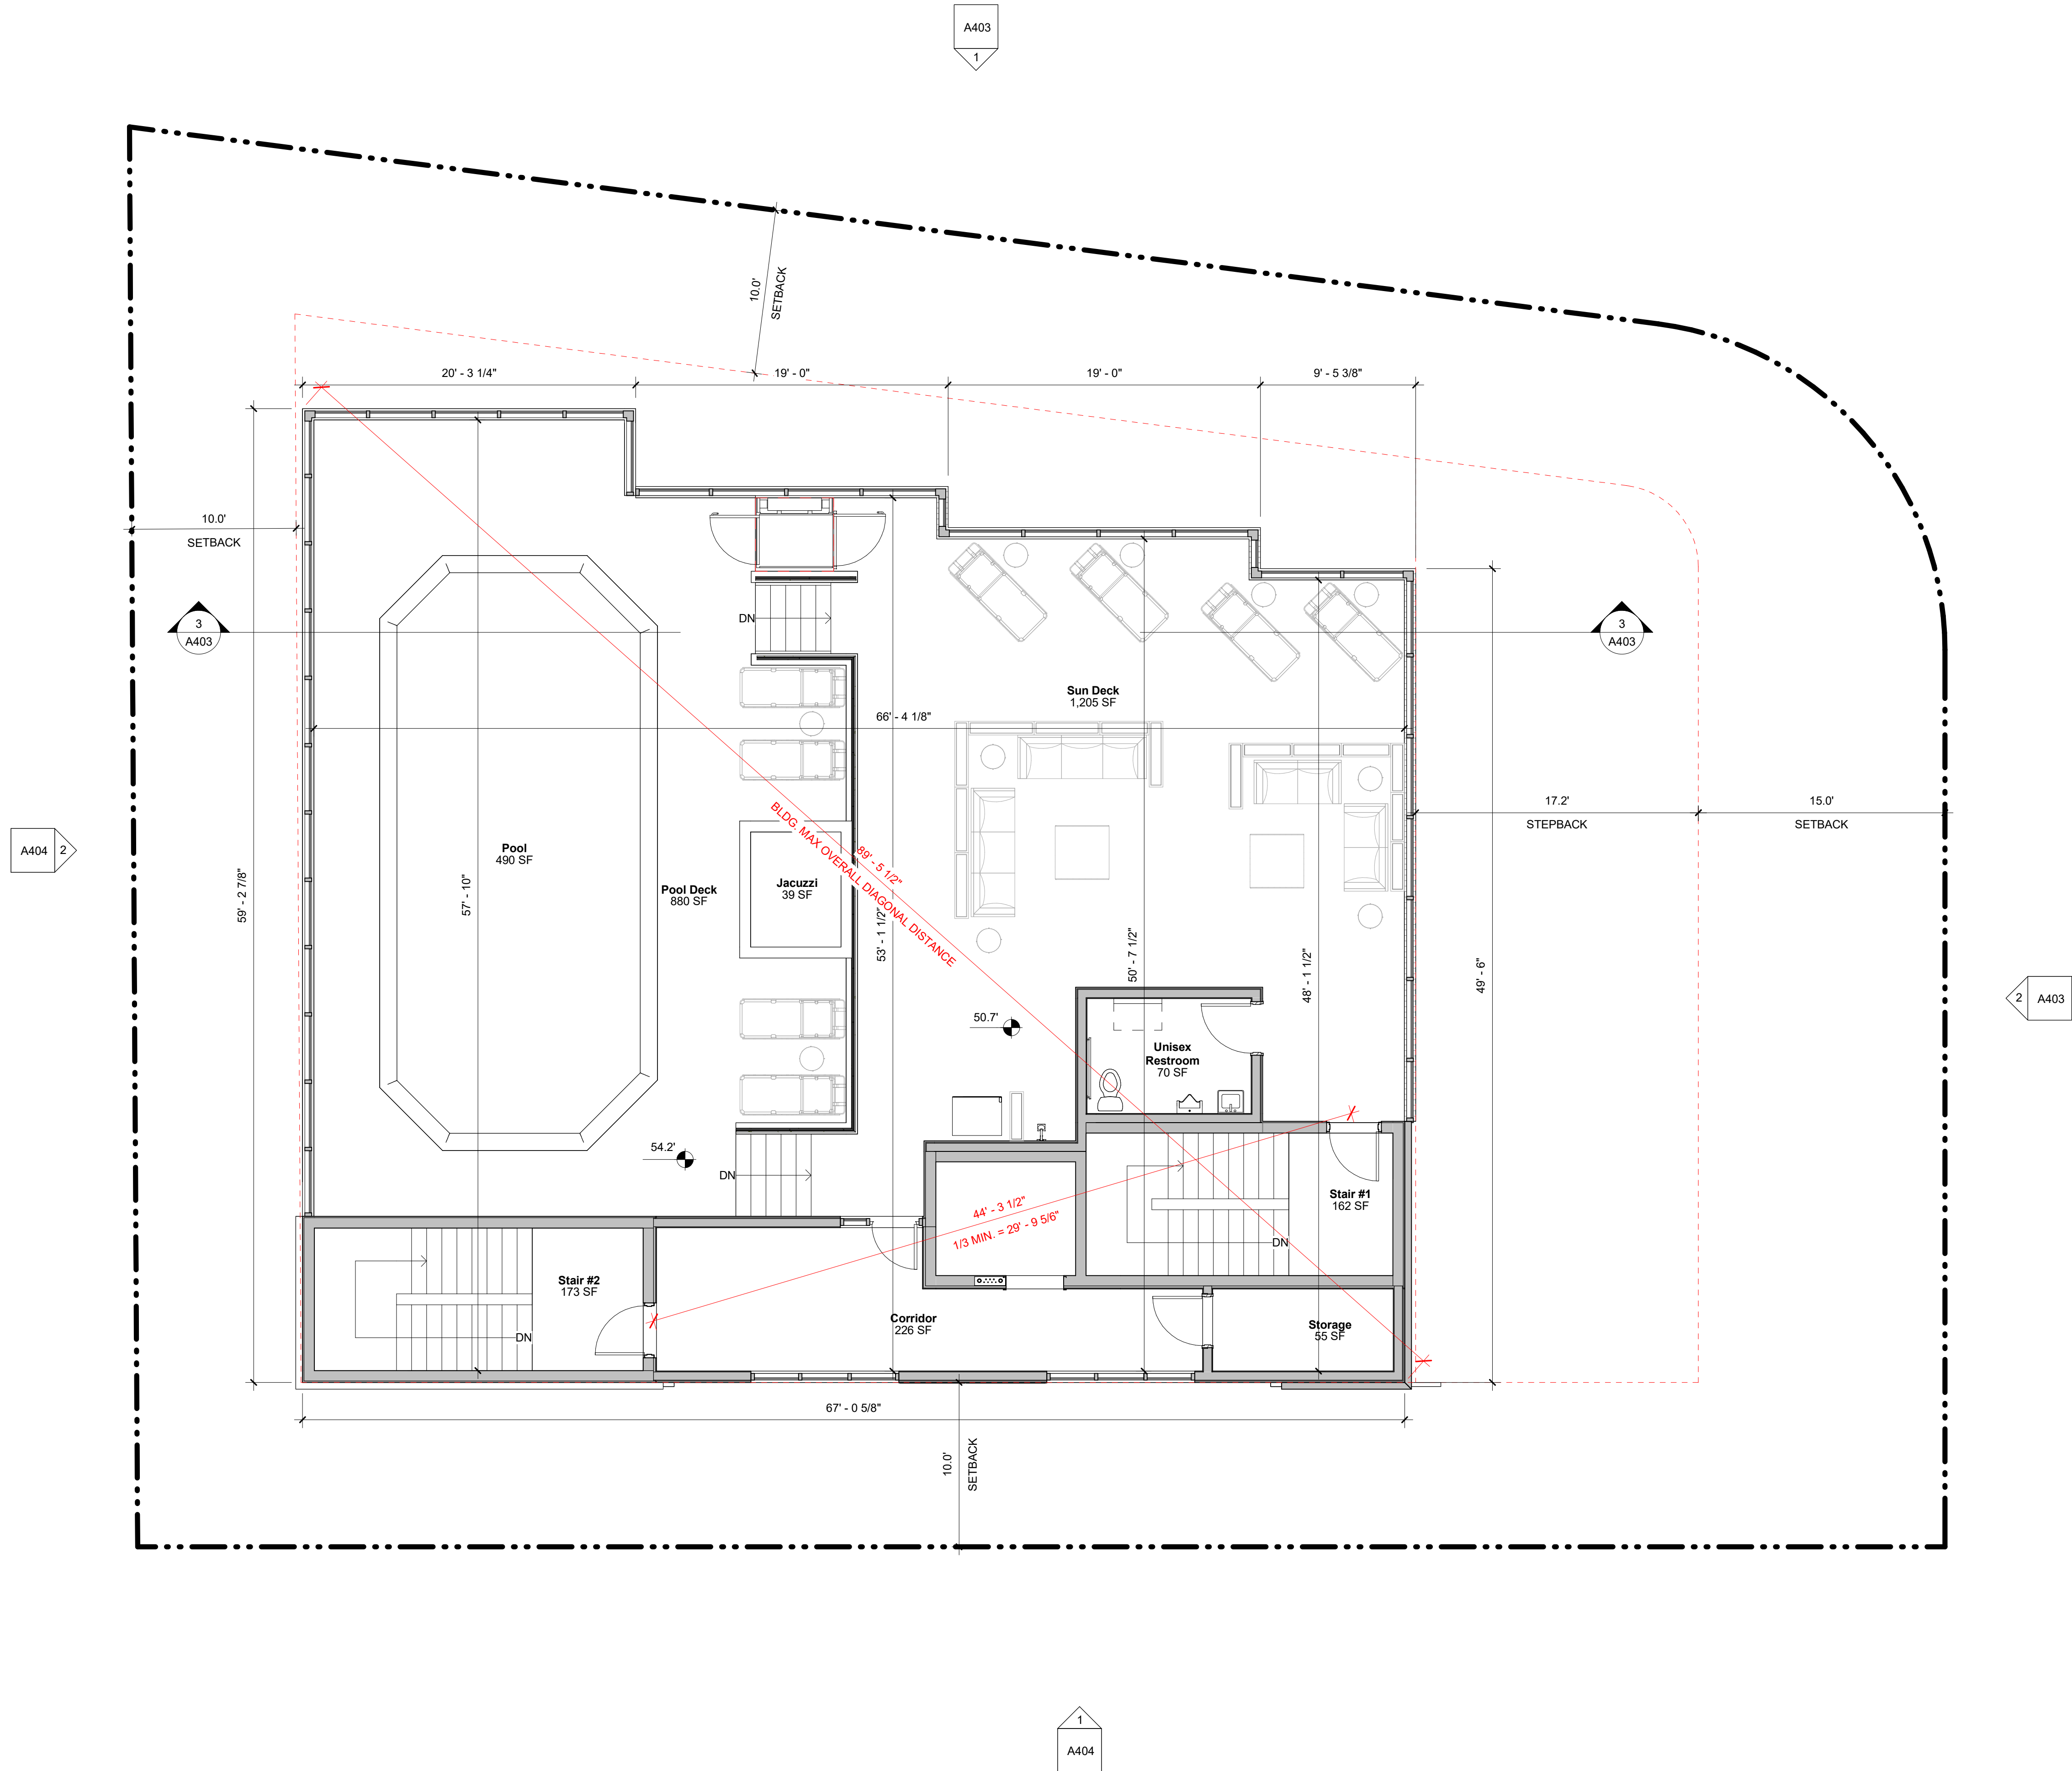 A403
1
10.0'
SETBACK
20' - 3 1/4"
19' - 0"
19' - 0"
9' - 5 3/8"
10.0'
SETBACK
3
A403
3
A403
DN
Sun Deck
1,205 SF
66' - 4 1/8"
17.2'
STEPBACK
15.0'
SETBACK
A404
2
Pool
490 SF
Pool Deck
880 SF
Jacuzzi
39 SF
89' - 5 1/2"
BLDG. MAX OVERALL DIAGONAL DISTANCE
59' - 2 7/8"
57' - 10"
53' - 1 1/2"
50' - 7 1/2"
48' - 1 1/2"
49' - 6"
2
A403
50.7'
Unisex
Restroom
70 SF
54.2'
DN
44' - 3 1/2"
1/3 MIN. = 29' - 9 5/6"
Stair #1
162 SF
DN
Stair #2
173 SF
DN
Corridor
226 SF
Storage
55 SF
67' - 0 5/8"
10.0'
SETBACK
1
A404